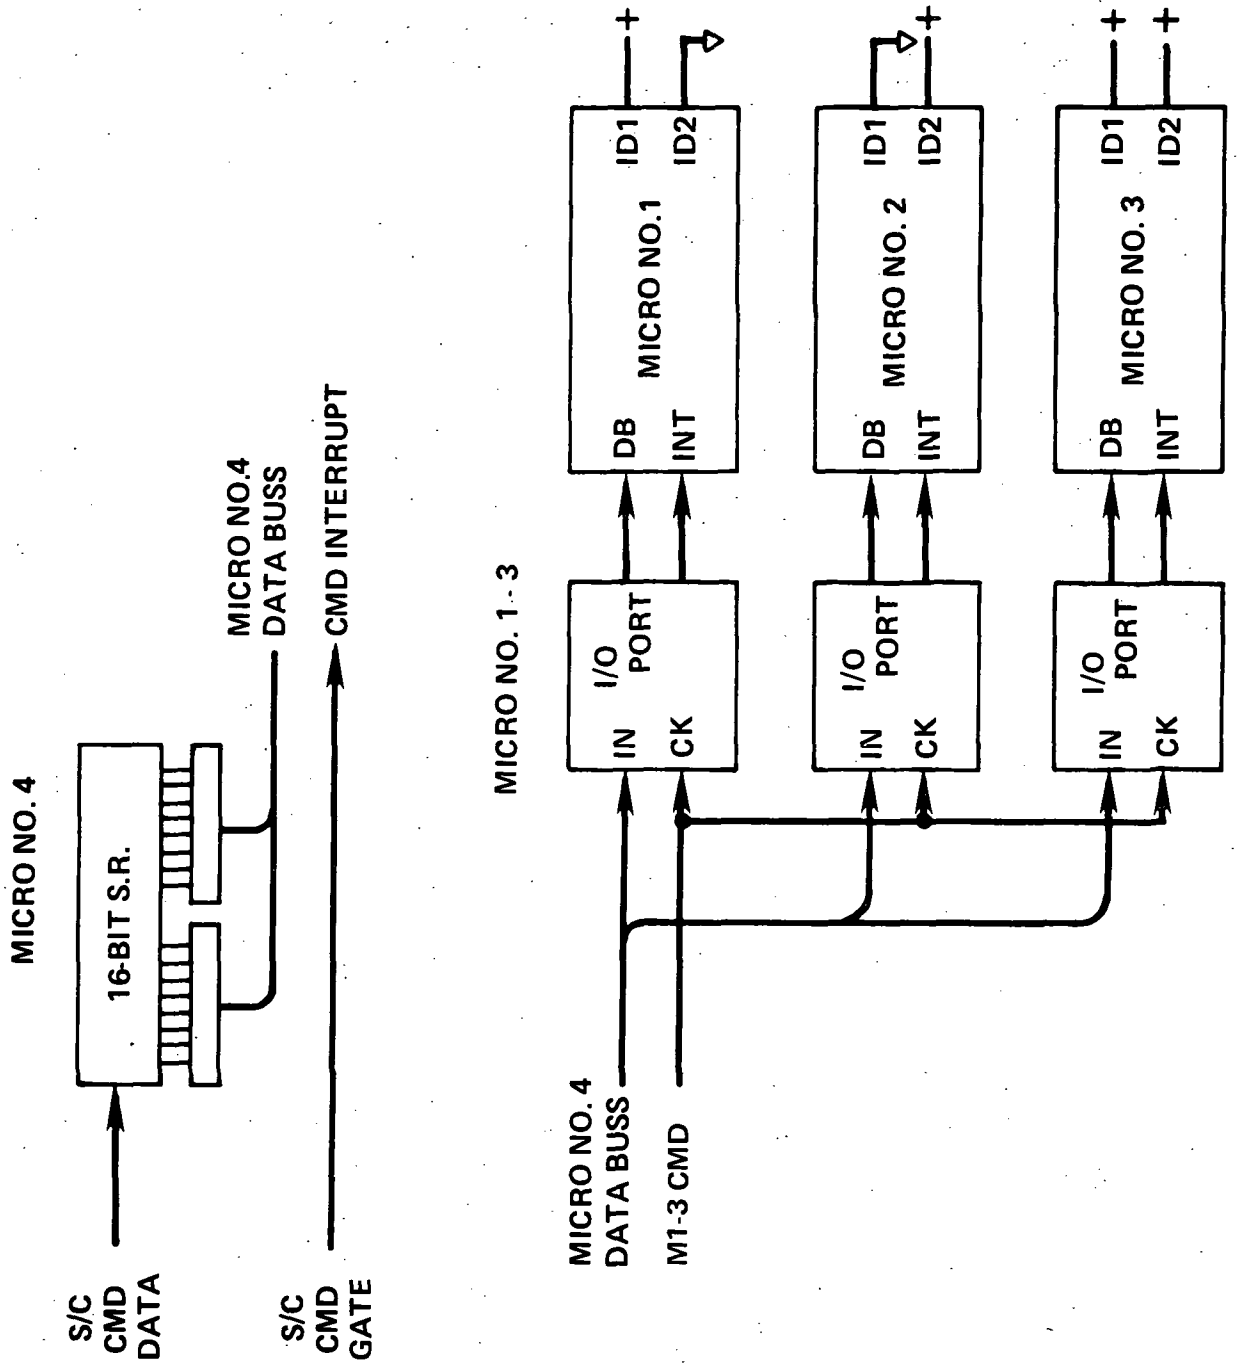 MICRO NO. 4
S/C
CMD
DATA
16-BIT S.R.
MICRO NO.4
DATA BUSS
S/C
CMD
GATE
CMD INTERRUPT
MICRO NO. 1-3
MICRO NO. 4
DATA BUSS
M1-3 CMD
IN
CK
I/O
PORT
DB
INT
MICRO NO.1
ID1
ID2
+
IN
CK
I/O
PORT
DB
INT
MICRO NO. 2
ID1
ID2
+
IN
CK
I/O
PORT
DB
INT
MICRO NO. 3
ID1
ID2
+
+